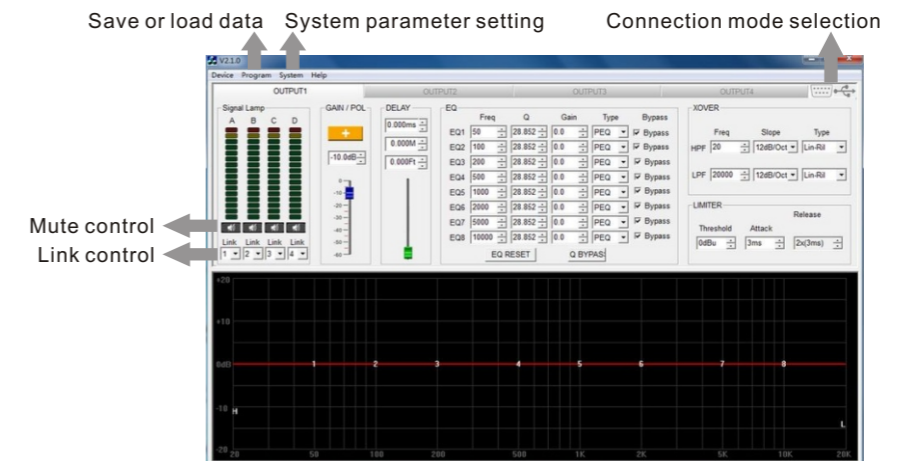 Save or load data System parameter setting Connection mode selection
V2.1.0
Device Program System Help
OUTPUT1 OUTPUT2 OUTPUT3 OUTPUT4
Signal Lamp GAIN / POL DELAY EQ XOVER
A B C D
Freq Q Gain Type Bypass
Freq Slope Type
+
0.000ms
0.000M
0.000Ft
-10.0dB
EQ1 50 28.852 0.0 PEQ Bypass
EQ2 100 28.852 0.0 PEQ Bypass
EQ3 200 28.852 0.0 PEQ Bypass
EQ4 500 28.852 0.0 PEQ Bypass
EQ5 1000 28.852 0.0 PEQ Bypass
EQ6 2000 28.852 0.0 PEQ Bypass
EQ7 5000 28.852 0.0 PEQ Bypass
EQ8 10000 28.852 0.0 PEQ Bypass
EQ RESET Q BYPAS
HPF 20 12dB/Oct Lin-Ril
LPF 20000 12dB/Oct Lin-Ril
0
-10
-20
-30
-40
-50
-60
LIMITER
Threshold Attack Release
0dBu 3ms 2x(3ms)
Mute control
Link control
Link Link Link Link
1 2 3 4
+20
+10
0dB
1 2 3 4 5 6 7 8
-10 H
L
-20
20 50 100 200 500 1K 2K 5K 10K 20K